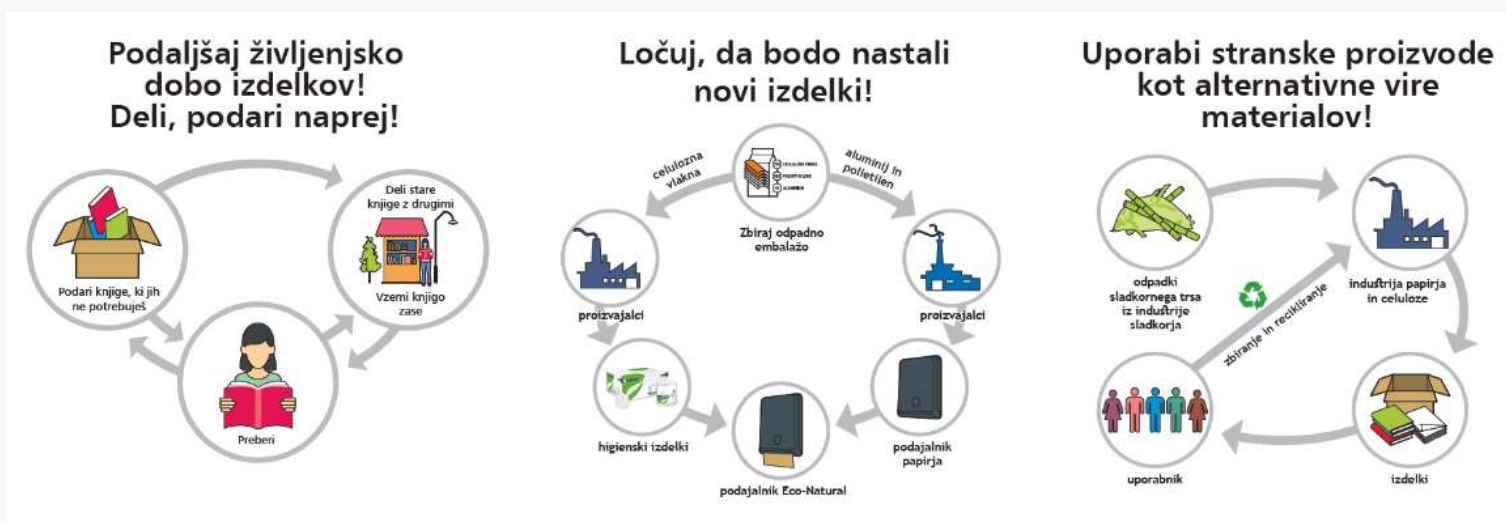 Podaljšaj življenjsko
dobo izdelkov!
Deli, podari naprej!
Podari knjige, ki jih
ne potrebuješ
Deli stare
knjige z drugimi
Vzemi knjigo
zase
Preberi
Ločuj, da bodo nastali
novi izdelki!
celulozna
vlakna
aluminij in
polietilen
Zbiraj odpadno
embalažo
proizvajalci
proizvajalci
higienski izdelki
podajalnik
papirja
podajalnik Eco-Natural
Uporabi stranske proizvode
kot alternativne vire
materialov!
odpadki
sladkornega trsa
iz industrije
sladkorja
industrija papirja
in celuloze
zbiranje in recikliranje
uporabnik
izdelki